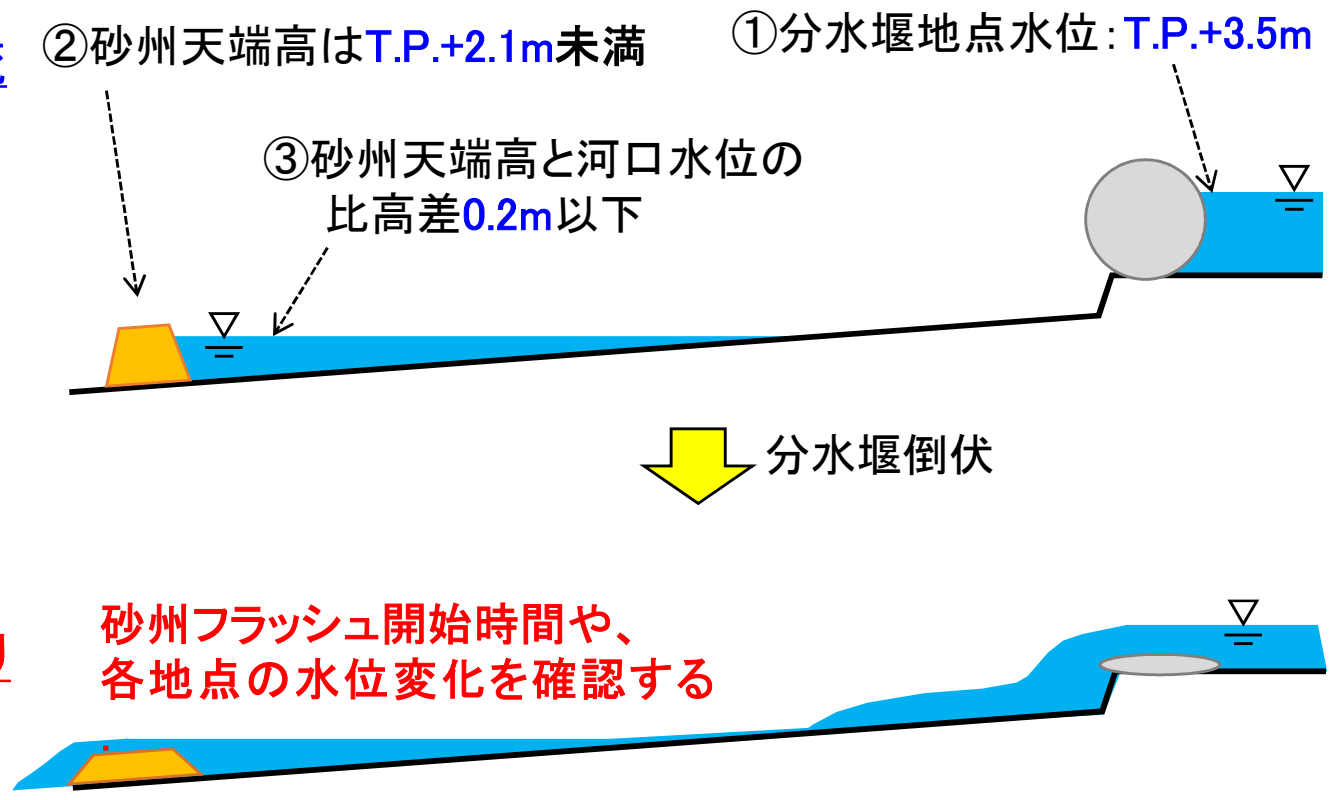 ②砂州天端高はT.P.+2.1m未満
①分水堰地点水位:T.P.+3.5m
③砂州天端高と河口水位の
比高差0.2m以下
分水堰倒伏
砂州フラッシュ開始時間や、
各地点の水位変化を確認する